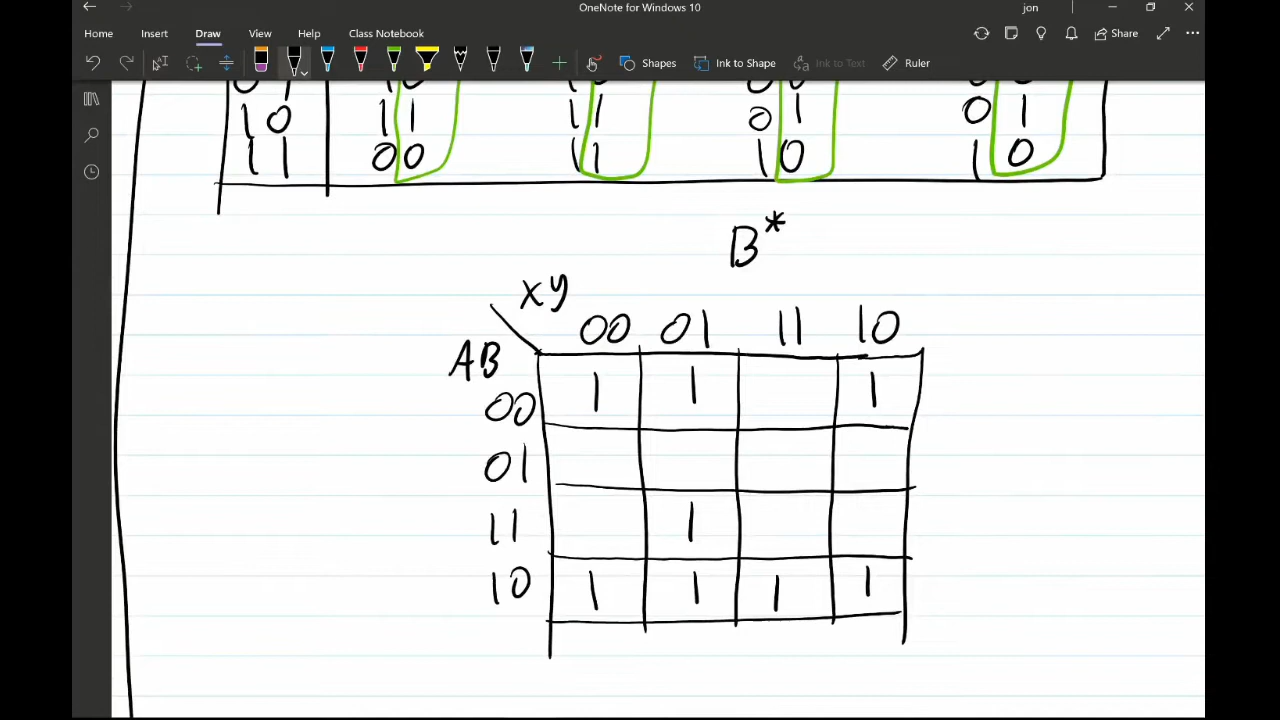 OneNote for Windows 10
jon
Home Insert Draw View Help Class Notebook Share
Shapes Ink to Shape Ink to Text Ruler
10 11 11 01 01
11 00 11 10 10
B*
XY
00 01 11 10
AB
00 1 1 1
01
11 1
10 1 1 1 1